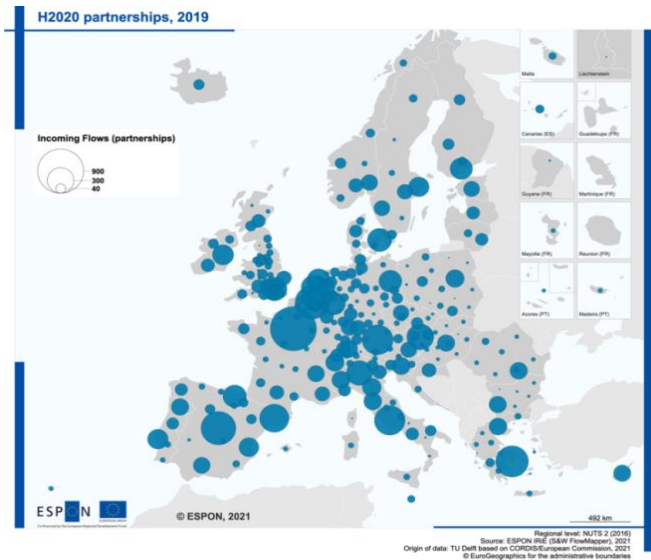 H2020 partnerships, 2019
Incoming Flows (partnerships)
900
300
40
Malta
Liechtenstein
Canarias (ES)
Guadeloupe (FR)
Guyane (FR)
Martinique (FR)
Mayotte (FR)
Reunion (FR)
Acores (PT)
Madeira (PT)
ESPON
© ESPON, 2021
492 km
Regional level: NUTS 2 (2016)
Source: ESPON IRiE (S&W FlowMapper), 2021
Origin of data: TU Delft based on CORDIS/European Commission, 2021
© EuroGeographics for the administrative boundaries